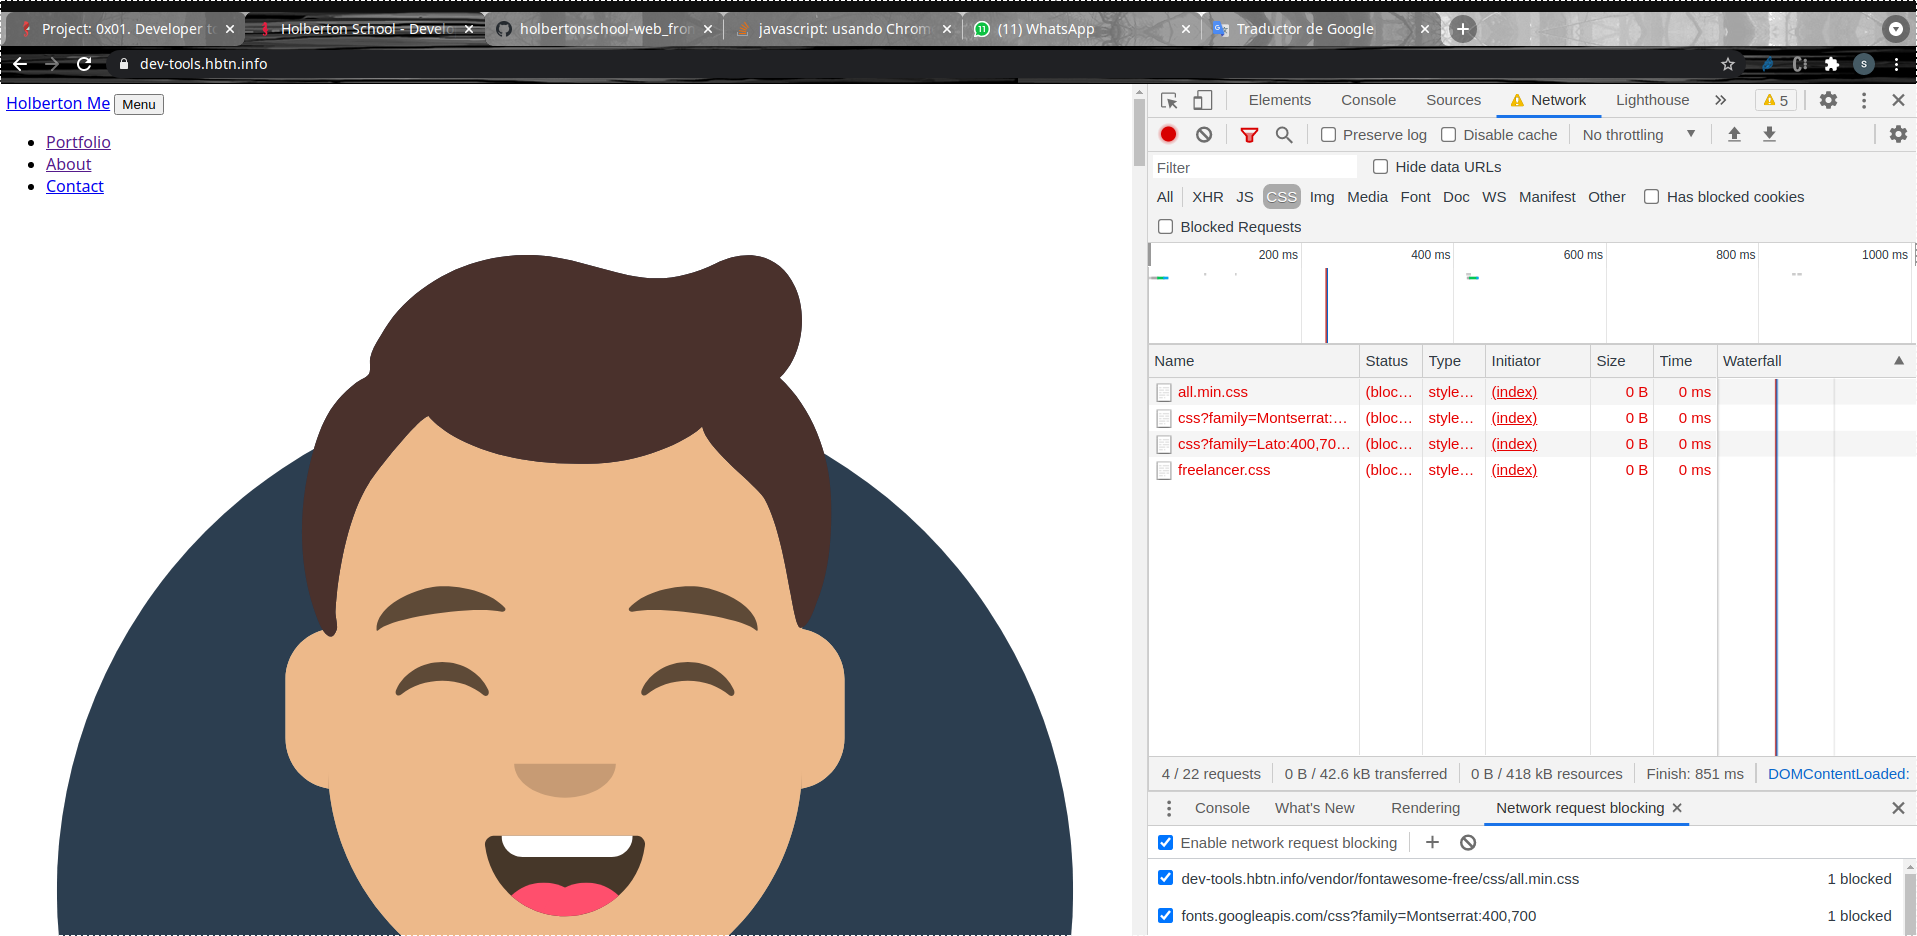 Project: 0x01. Developer to
Holberton School - Develo
holbertonschool-web_fron
javascript: usando Chrom
(11) WhatsApp
Traductor de Google
dev-tools.hbtn.info
S
Holberton Me Menu
Portfolio
About
Contact
Elements Console Sources Network Lighthouse 5
Preserve log Disable cache No throttling
Filter Hide data URLs
All XHR JS CSS Img Media Font Doc WS Manifest Other Has blocked cookies
Blocked Requests
200 ms 400 ms 600 ms 800 ms 1000 ms
Name Status Type Initiator Size Time Waterfall
all.min.css (bloc… style… (index) 0 B 0 ms
css?family=Montserrat:… (bloc… style… (index) 0 B 0 ms
css?family=Lato:400,70… (bloc… style… (index) 0 B 0 ms
freelancer.css (bloc… style… (index) 0 B 0 ms
4 / 22 requests 0 B / 42.6 kB transferred 0 B / 418 kB resources Finish: 851 ms DOMContentLoaded:
Console What's New Rendering Network request blocking
Enable network request blocking
dev-tools.hbtn.info/vendor/fontawesome-free/css/all.min.css 1 blocked
fonts.googleapis.com/css?family=Montserrat:400,700 1 blocked